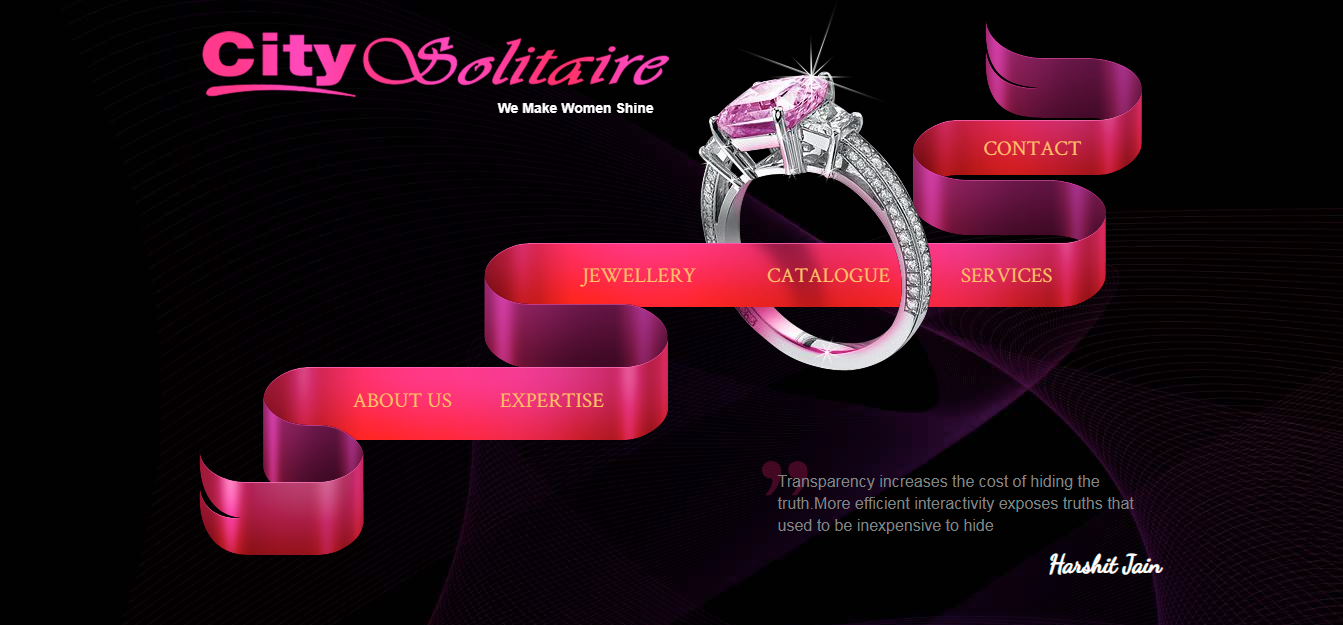 City Solitaire
We Make Women Shine
CONTACT
JEWELLERY CATALOGUE SERVICES
ABOUT US EXPERTISE
”Transparency increases the cost of hiding the
truth.More efficient interactivity exposes truths that
used to be inexpensive to hide
Harshit Jain